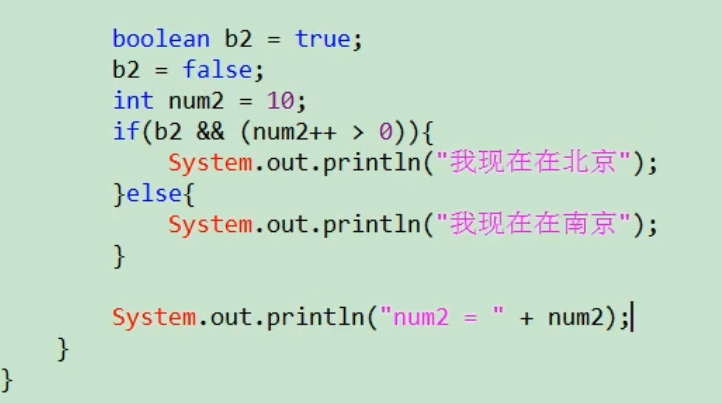 boolean b2 = true;
b2 = false;
int num2 = 10;
if(b2 && (num2++ > 0)){
System.out.println("我现在在北京");
}else{
System.out.println("我现在在南京");
}
System.out.println("num2 = " + num2);
}
}